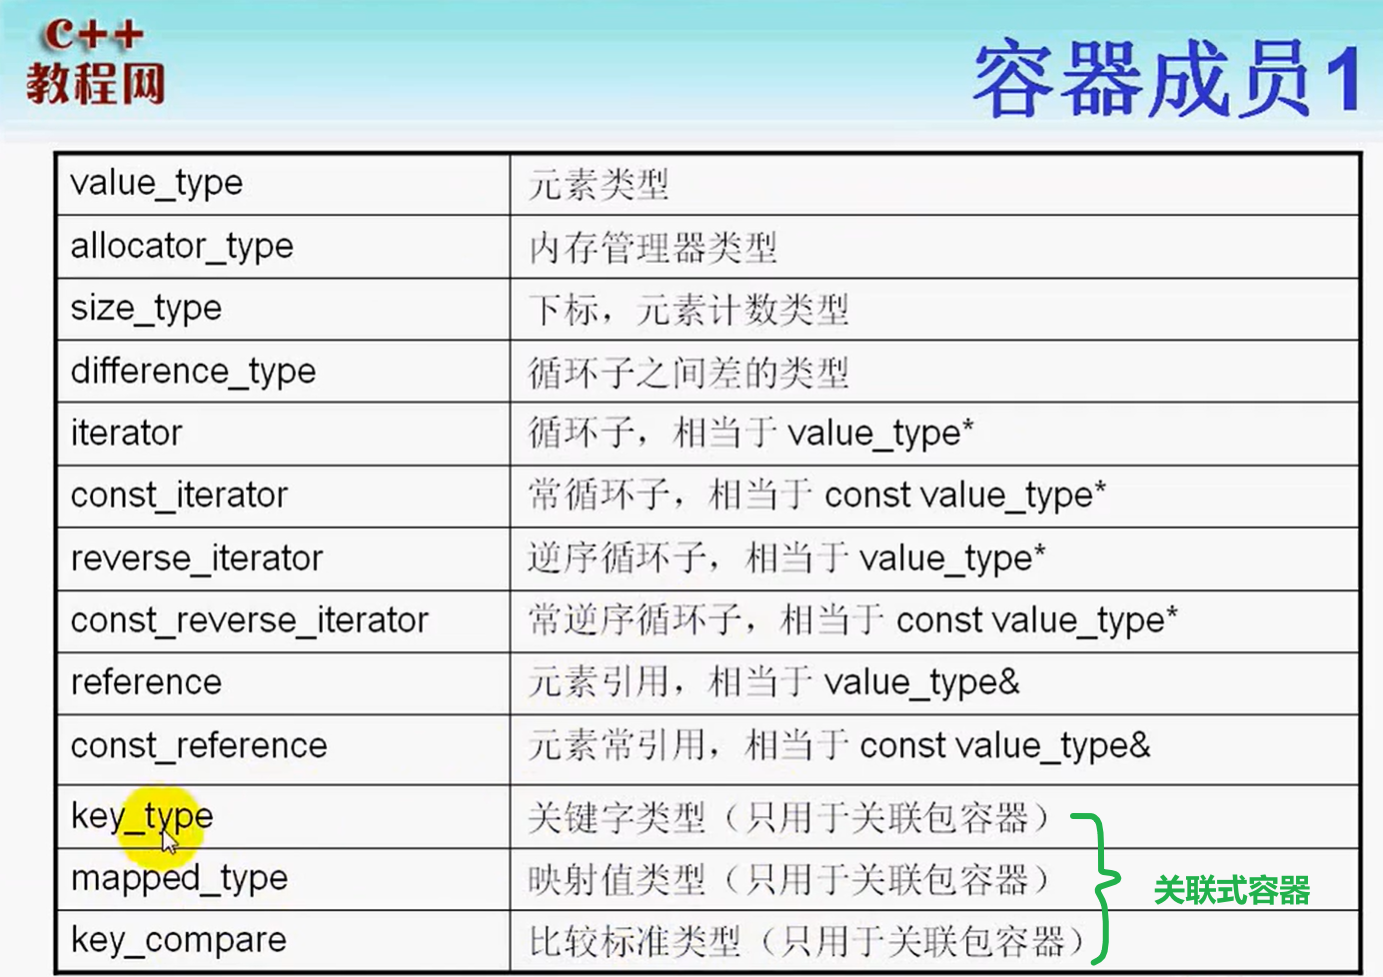 C++
教程网
容器成员1
value_type 元素类型
allocator_type 内存管理器类型
size_type 下标，元素计数类型
difference_type 循环子之间差的类型
iterator 循环子，相当于 value_type*
const_iterator 常循环子，相当于 const value_type*
reverse_iterator 逆序循环子，相当于 value_type*
const_reverse_iterator 常逆序循环子，相当于 const value_type*
reference 元素引用，相当于 value_type&
const_reference 元素常引用，相当于 const value_type&
key_type 关键字类型（只用于关联包容器）
mapped_type 映射值类型（只用于关联包容器）
key_compare 比较标准类型（只用于关联包容器）
关联式容器